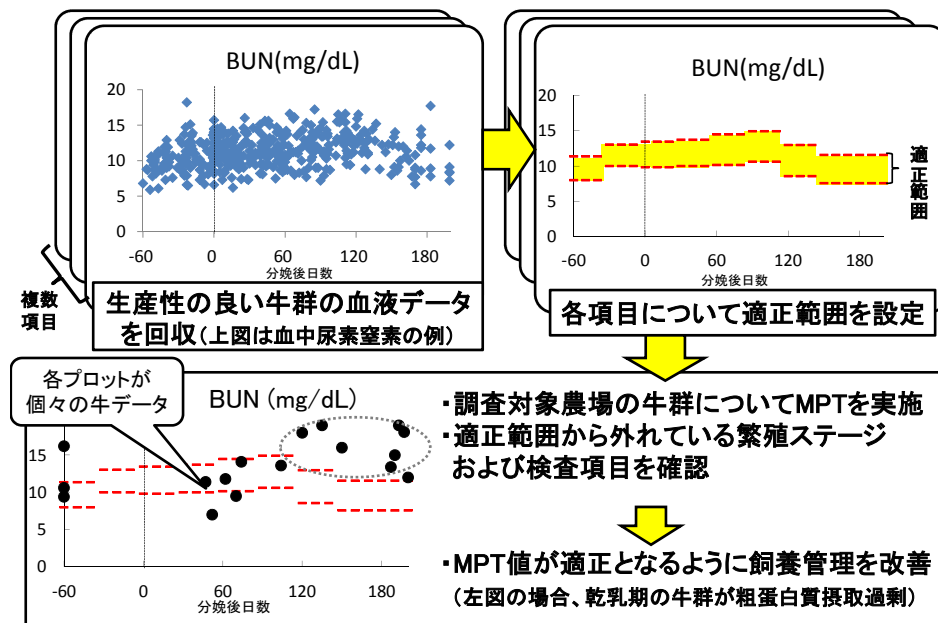 BUN(mg/dL)
20
15
10
5
0
-60
0
60
120
180
分娩後日数
複数
項目
生産性の良い牛群の血液データ
を回収(上図は血中尿素窒素の例)
BUN(mg/dL)
20
15
10
5
0
-60
0
60
120
180
分娩後日数
適正範囲
各項目について適正範囲を設定
各プロットが
個々の牛データ
BUN (mg/dL)
15
10
5
0
-60
0
60
120
180
分娩後日数
・調査対象農場の牛群についてMPTを実施
・適正範囲から外れている繁殖ステージ
および検査項目を確認
・MPT値が適正となるように飼養管理を改善
(左図の場合、乾乳期の牛群が粗蛋白質摂取過剰)